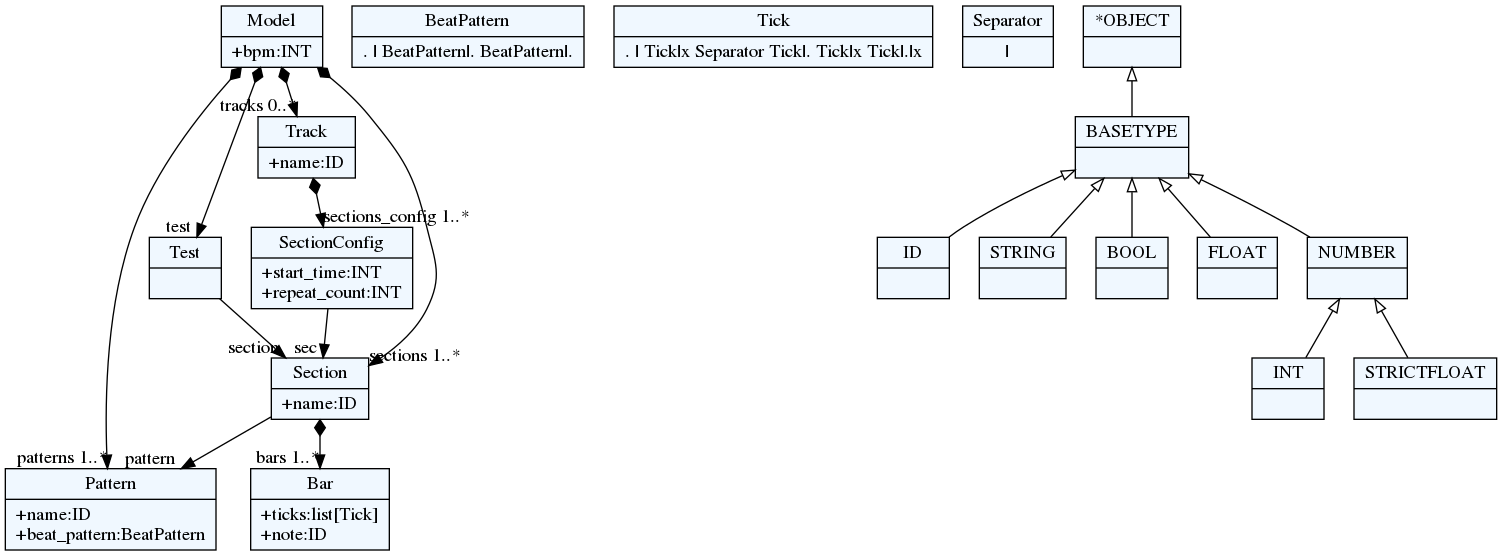 Model
+bpm:INT
BeatPattern
. | BeatPattern|. BeatPattern|.
Tick
. | Tick|x Separator Tick|. Tick|x Tick|.|x
Separator
|
*OBJECT
tracks 0..*
Track
+name:ID
BASETYPE
test
sections_config 1..*
Test
SectionConfig
+start_time:INT
+repeat_count:INT
ID
STRING
BOOL
FLOAT
NUMBER
section
sec
sections 1..*
Section
+name:ID
INT
STRICTFLOAT
patterns 1..*
pattern
bars 1..*
Pattern
+name:ID
+beat_pattern:BeatPattern
Bar
+ticks:list[Tick]
+note:ID